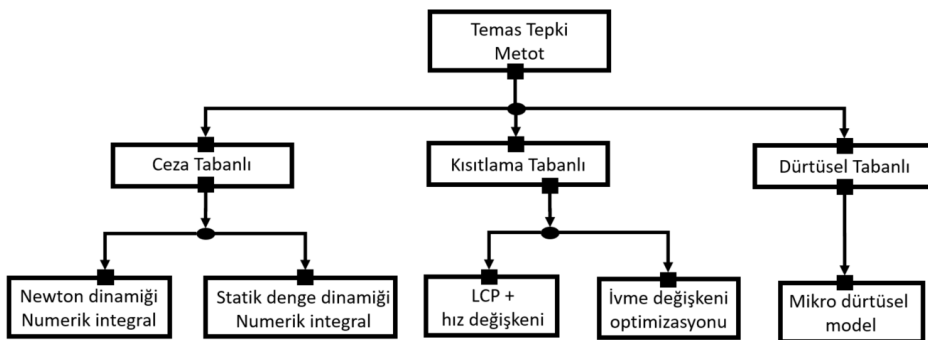 Temas Tepki
Metot
Ceza Tabanlı
Kısıtlama Tabanlı
Dürtüsel Tabanlı
Newton dinamiği
Numerik integral
Statik denge dinamiği
Numerik integral
LCP +
hız değişkeni
İvme değişkeni
optimizasyonu
Mikro dürtüsel
model